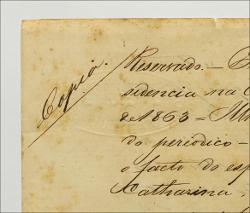 Copia.
Reservado. —
sidencia na
de 1863 —
do periodico —
o facto do
Catharina